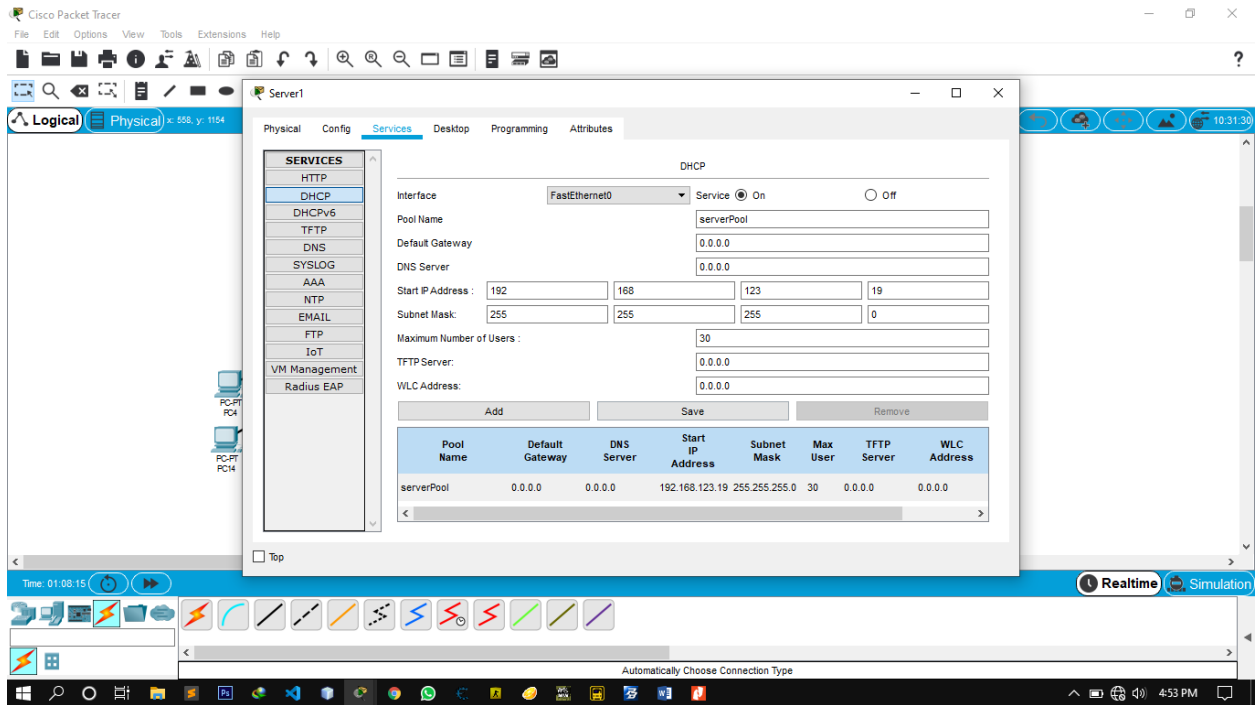 Cisco Packet Tracer
File Edit Options View Tools Extensions Help
?
Logical Physical x: 558, y: 1154 10:31:30
Server1
Physical Config Services Desktop Programming Attributes
SERVICES
HTTP
DHCP
DHCPv6
TFTP
DNS
SYSLOG
AAA
NTP
EMAIL
FTP
IoT
VM Management
Radius EAP
DHCP
Interface FastEthernet0 Service On Off
Pool Name serverPool
Default Gateway 0.0.0.0
DNS Server 0.0.0.0
Start IP Address : 192 168 123 19
Subnet Mask: 255 255 255 0
Maximum Number of Users : 30
TFTP Server: 0.0.0.0
WLC Address: 0.0.0.0
Add Save Remove
Pool Name Default Gateway DNS Server Start IP Address Subnet Mask Max User TFTP Server WLC Address
serverPool 0.0.0.0 0.0.0.0 192.168.123.19 255.255.255.0 30 0.0.0.0 0.0.0.0
PC-PT
PC4
PC-PT
PC14
Top
Time: 01:08:15 Realtime Simulation
Automatically Choose Connection Type
Ps
4:53 PM